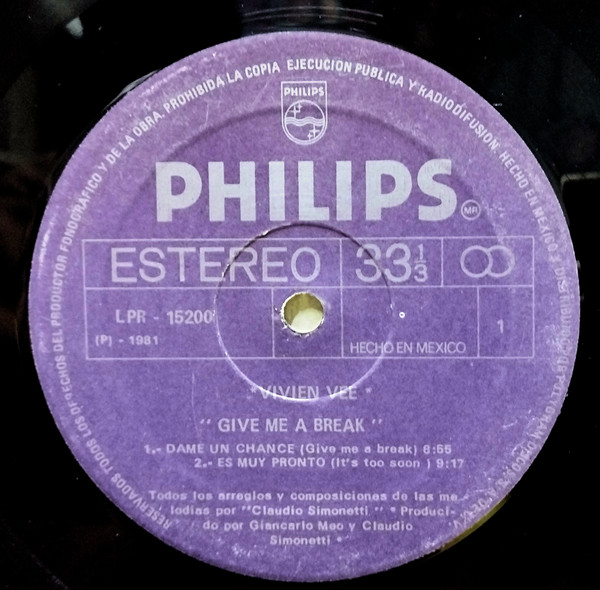 RESERVADOS TODOS LOS DERECHOS DEL PRODUCTOR FONOGRAFICO Y DE LA OBRA. PROHIBIDA LA COPIA EJECUCION PUBLICA Y RADIODIFUSION. HECHO EN MEXICO
PHILIPS
PHILIPS MR
ESTEREO 33 1/3
LPR - 15200
(P) - 1981
HECHO EN MEXICO
1
"VIVIEN VEE"
"GIVE ME A BREAK"
1.- DAME UN CHANCE (Give me a break) 6:55
2.- ES MUY PRONTO (It's too soon ) 9:17
Todos los arreglos y composiciones de las me-
lodias por "Claudio Simonetti" * Produci-
do por Giancarlo Meo y Claudio
Simonetti *